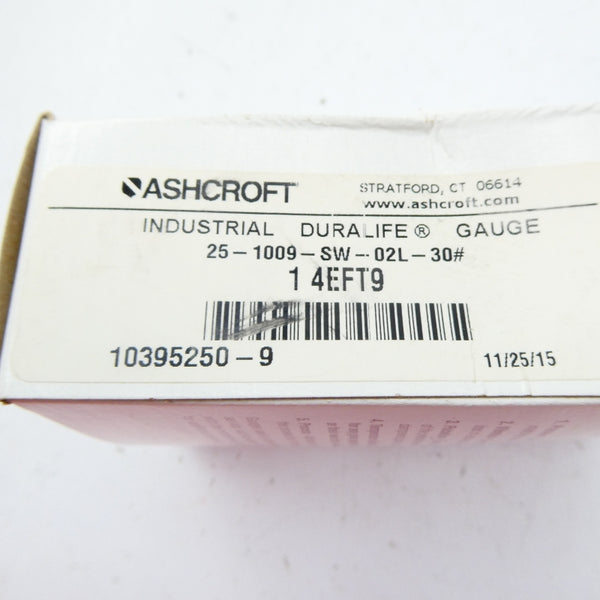 ASHCROFT
STRATFORD, CT 06614
www.ashcroft.com
INDUSTRIAL DURALIFE® GAUGE
25-1009-SW-02L-30#
1 4EFT9
10395250-9
11/25/15